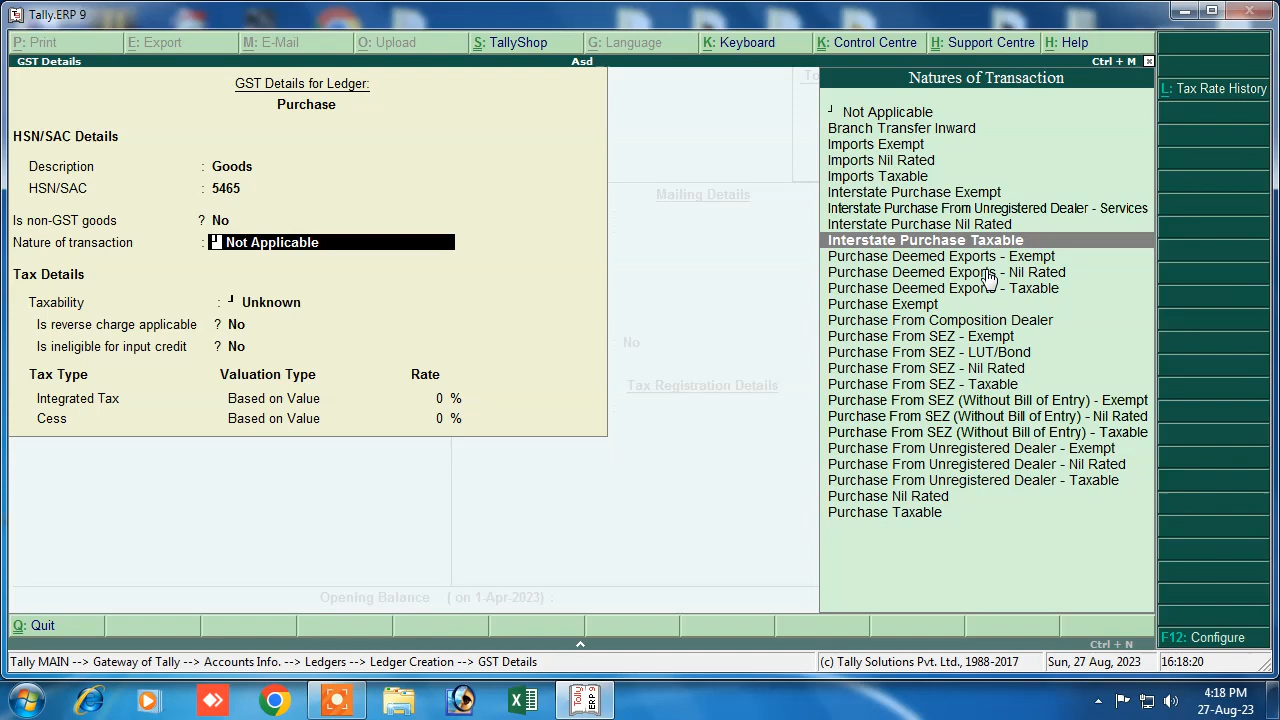 Tally.ERP 9
P: Print E: Export M: E-Mail O: Upload S: TallyShop G: Language K: Keyboard K: Control Centre H: Support Centre H: Help
GST Details Asd Ctrl + M
GST Details for Ledger:
Purchase
HSN/SAC Details
Description : Goods
HSN/SAC : 5465
Is non-GST goods ? No
Nature of transaction : Not Applicable
Tax Details
Taxability : Unknown
Is reverse charge applicable ? No
Is ineligible for input credit ? No
Tax Type Valuation Type Rate
Integrated Tax Based on Value 0 %
Cess Based on Value 0 %
To
Mailing Details
No
Tax Registration Details
Opening Balance ( on 1-Apr-2023) :
Natures of Transaction
Not Applicable
Branch Transfer Inward
Imports Exempt
Imports Nil Rated
Imports Taxable
Interstate Purchase Exempt
Interstate Purchase From Unregistered Dealer - Services
Interstate Purchase Nil Rated
Interstate Purchase Taxable
Purchase Deemed Exports - Exempt
Purchase Deemed Exports - Nil Rated
Purchase Deemed Exports - Taxable
Purchase Exempt
Purchase From Composition Dealer
Purchase From SEZ - Exempt
Purchase From SEZ - LUT/Bond
Purchase From SEZ - Nil Rated
Purchase From SEZ - Taxable
Purchase From SEZ (Without Bill of Entry) - Exempt
Purchase From SEZ (Without Bill of Entry) - Nil Rated
Purchase From SEZ (Without Bill of Entry) - Taxable
Purchase From Unregistered Dealer - Exempt
Purchase From Unregistered Dealer - Nil Rated
Purchase From Unregistered Dealer - Taxable
Purchase Nil Rated
Purchase Taxable
L: Tax Rate History
F12: Configure
Q: Quit
Ctrl + N
Tally MAIN --> Gateway of Tally --> Accounts Info. --> Ledgers --> Ledger Creation --> GST Details (c) Tally Solutions Pvt. Ltd., 1988-2017 Sun, 27 Aug, 2023 16:18:20
4:18 PM
27-Aug-23